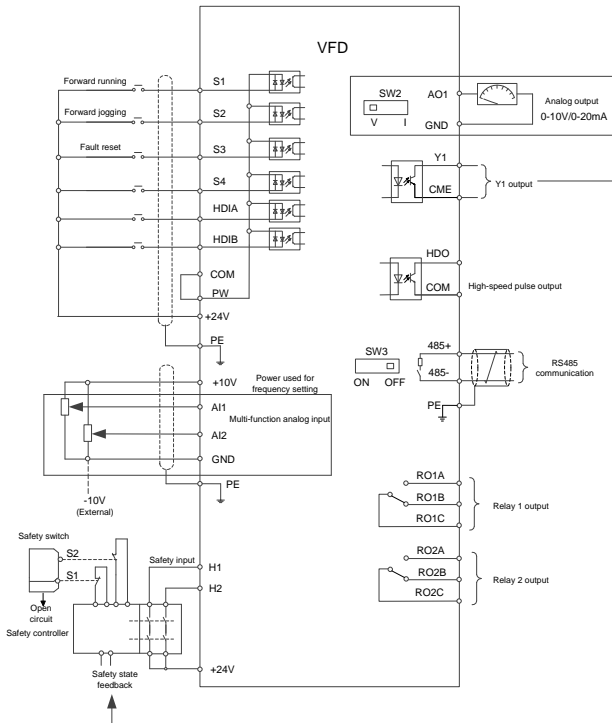 VFD
Forward running
S1
Forward jogging
S2
Fault reset
S3
S4
HDIA
HDIB
COM
PW
+24V
PE
+10V
Power used for
frequency setting
AI1
Multi-function analog input
AI2
GND
PE
-10V
(External)
Safety switch
S2
S1
Open
circuit
Safety controller
Safety input
H1
H2
+24V
Safety state
feedback
SW2
V I
AO1
GND
Analog output
0-10V/0-20mA
Y1
CME
Y1 output
HDO
COM
High-speed pulse output
SW3
ON OFF
485+
485-
PE
RS485
communication
RO1A
RO1B
RO1C
Relay 1 output
RO2A
RO2B
RO2C
Relay 2 output